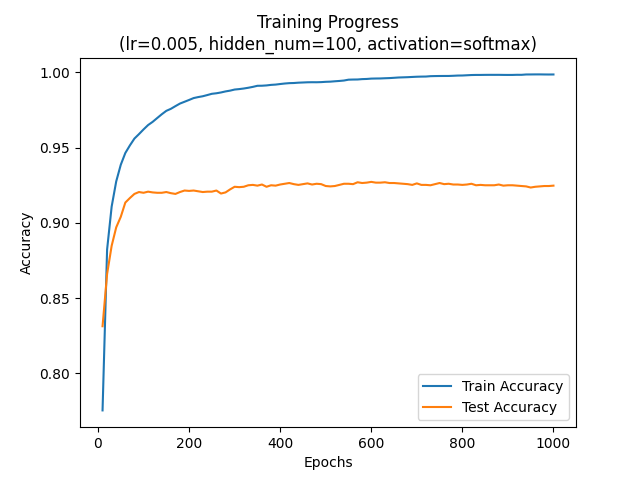 Training Progress
(lr=0.005, hidden_num=100, activation=softmax)
1.00
0.95
0.90
0.85
0.80
Accuracy
Train Accuracy
Test Accuracy
0 200 400 600 800 1000
Epochs